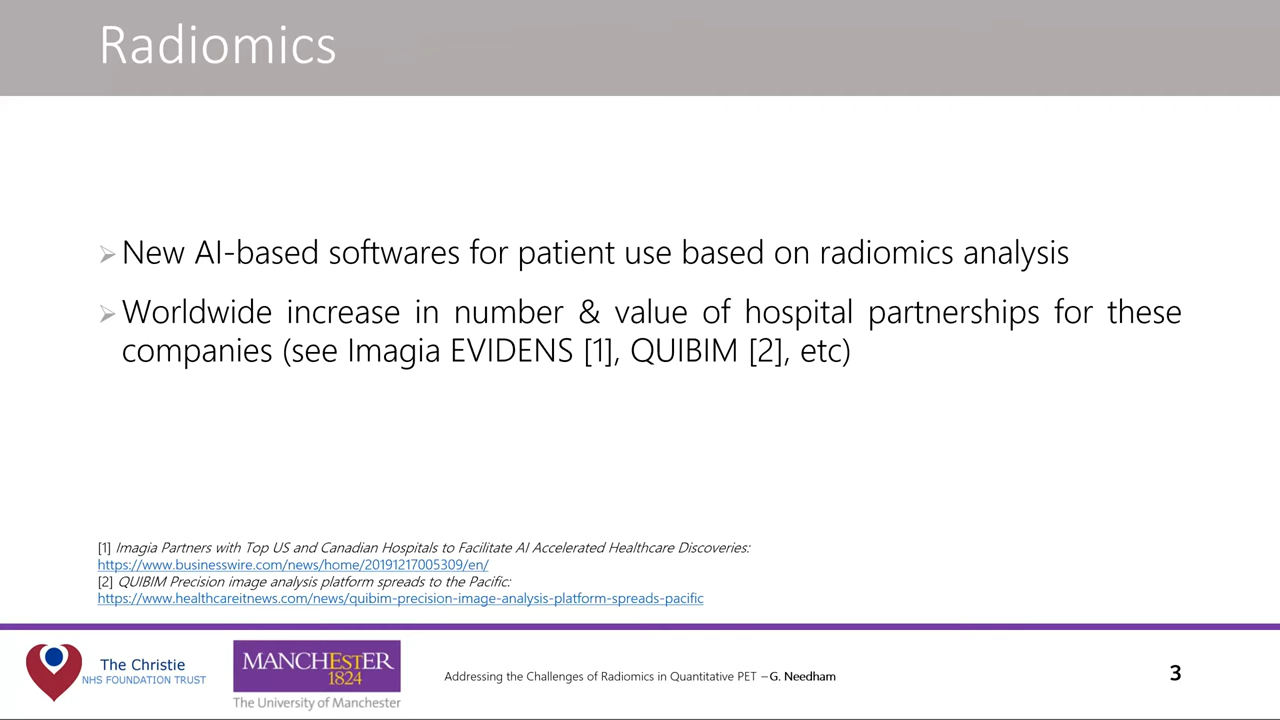 Radiomics
New AI-based softwares for patient use based on radiomics analysis
Worldwide increase in number & value of hospital partnerships for these
companies (see Imagia EVIDENS [1], QUIBIM [2], etc)
[1] Imagia Partners with Top US and Canadian Hospitals to Facilitate AI Accelerated Healthcare Discoveries:
https://www.businesswire.com/news/home/20191217005309/en/
[2] QUIBIM Precision image analysis platform spreads to the Pacific:
https://www.healthcareitnews.com/news/quibim-precision-image-analysis-platform-spreads-pacific
The Christie
NHS FOUNDATION TRUST
MANCHESTER
1824
The University of Manchester
Addressing the Challenges of Radiomics in Quantitative PET – G. Needham
3